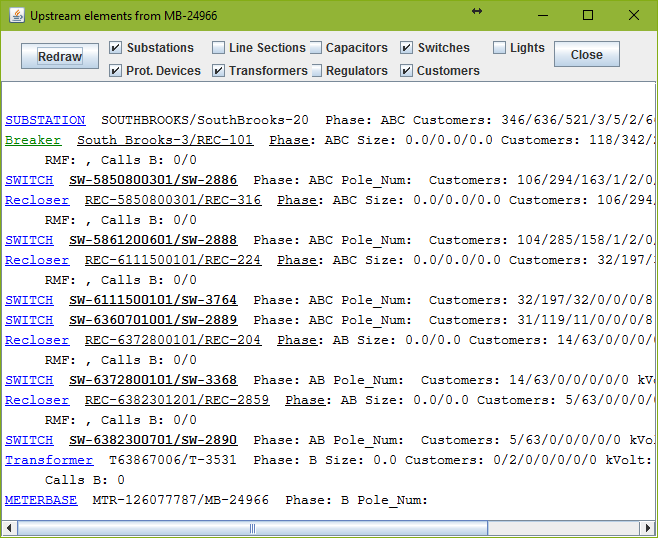 Upstream elements from MB-24966
Redraw Substations Line Sections Capacitors Switches Lights Close
Prot. Devices Transformers Regulators Customers
SUBSTATION SOUTHBROOKS/SouthBrooks-20 Phase: ABC Customers: 346/636/521/3/5/2/6
Breaker South Brooks-3/REC-101 Phase: ABC Size: 0.0/0.0/0.0 Customers: 118/342/
RMF: , Calls B: 0/0
SWITCH SW-5850800301/SW-2886 Phase: ABC Pole_Num: Customers: 106/294/163/1/2/0/
Recloser REC-5850800301/REC-316 Phase: ABC Size: 0.0/0.0/0.0 Customers: 106/294/
RMF: , Calls B: 0/0
SWITCH SW-5861200601/SW-2888 Phase: ABC Pole_Num: Customers: 104/285/158/1/2/0/
Recloser REC-6111500101/REC-224 Phase: ABC Size: 0.0/0.0/0.0 Customers: 32/197/
RMF: , Calls B: 0/0
SWITCH SW-6111500101/SW-3764 Phase: ABC Pole_Num: Customers: 32/197/32/0/0/0/8
SWITCH SW-6360701001/SW-2889 Phase: ABC Pole_Num: Customers: 31/119/11/0/0/0/8
Recloser REC-6372800101/REC-204 Phase: AB Size: 0.0/0.0 Customers: 14/63/0/0/0/0
RMF: , Calls B: 0/0
SWITCH SW-6372800101/SW-3368 Phase: AB Pole_Num: Customers: 14/63/0/0/0/0/0 kVol
Recloser REC-6382301201/REC-2859 Phase: AB Size: 0.0/0.0 Customers: 5/63/0/0/0/0
RMF: , Calls B: 0/0
SWITCH SW-6382300701/SW-2890 Phase: AB Pole_Num: Customers: 5/63/0/0/0/0/0 kVol
Transformer T63867006/T-3531 Phase: B Size: 0.0 Customers: 0/2/0/0/0/0/0 kVolt:
Calls B: 0
METERBASE MTR-126077787/MB-24966 Phase: B Pole_Num: